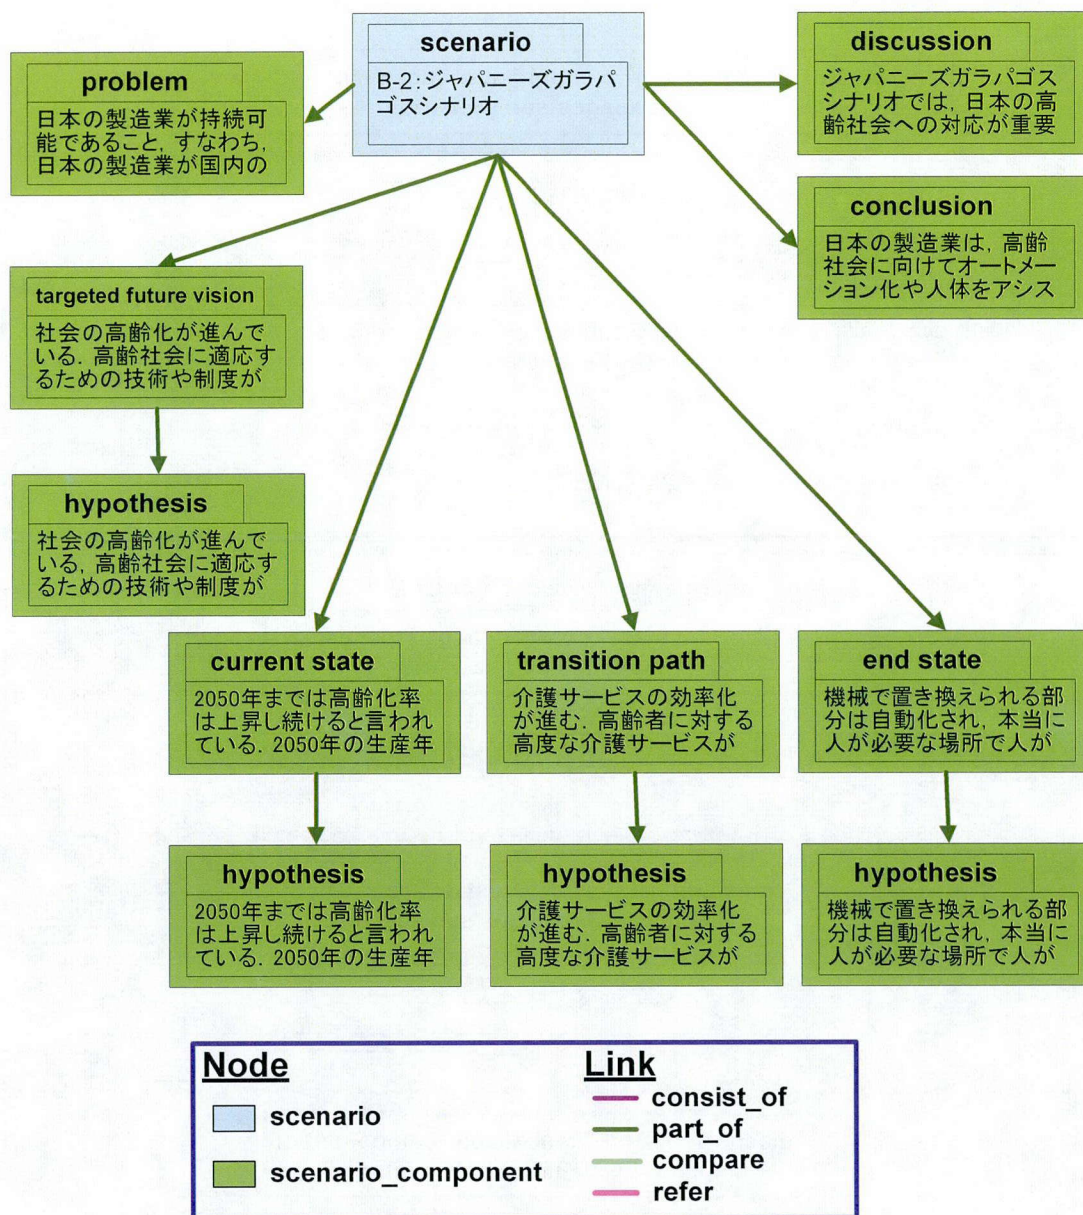 scenario
B-2：ジャパニーズガラパ
ゴスシナリオ
problem
日本の製造業が持続可
能であること，すなわち，
日本の製造業が国内の
discussion
ジャパニーズガラパゴス
シナリオでは，日本の高
齢社会への対応が重要
conclusion
日本の製造業は，高齢
社会に向けてオートメー
ション化や人体をアシス
targeted future vision
社会の高齢化が進んで
いる．高齢社会に適応す
るための技術や制度が
hypothesis
社会の高齢化が進んで
いる，高齢社会に適応す
るための技術や制度が
current state
2050年までは高齢化率
は上昇し続けると言われ
ている．2050年の生産年
transition path
介護サービスの効率化
が進む．高齢者に対する
高度な介護サービスが
end state
機械で置き換えられる部
分は自動化され，本当に
人が必要な場所で人が
hypothesis
2050年までは高齢化率
は上昇し続けると言われ
ている．2050年の生産年
hypothesis
介護サービスの効率化
が進む．高齢者に対する
高度な介護サービスが
hypothesis
機械で置き換えられる部
分は自動化され，本当に
人が必要な場所で人が
Node
scenario
scenario_component
Link
consist_of
part_of
compare
refer